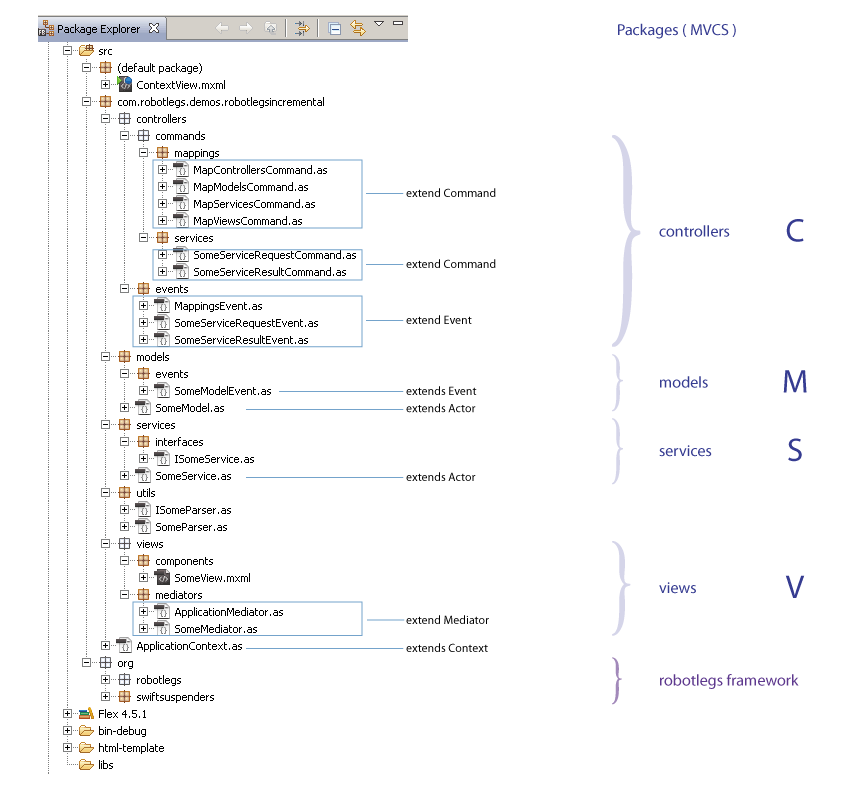 Package Explorer
Packages ( MVCS )
src
(default package)
ContextView.mxml
com.robotlegs.demos.robotlegsincremental
controllers
commands
mappings
MapControllersCommand.as
MapModelsCommand.as
extend Command
MapServicesCommand.as
MapViewsCommand.as
controllers C
services
SomeServiceRequestCommand.as
extend Command
SomeServiceResultCommand.as
events
MappingsEvent.as
SomeServiceRequestEvent.as
extend Event
SomeServiceResultEvent.as
models
events
models M
SomeModelEvent.as
extends Event
SomeModel.as
extends Actor
services
interfaces
services S
ISomeService.as
SomeService.as
extends Actor
utils
ISomeParser.as
SomeParser.as
views
components
SomeView.mxml
views V
mediators
ApplicationMediator.as
extend Mediator
SomeMediator.as
ApplicationContext.as
extends Context
org
robotlegs
robotlegs framework
swiftsuspenders
Flex 4.5.1
bin-debug
html-template
libs